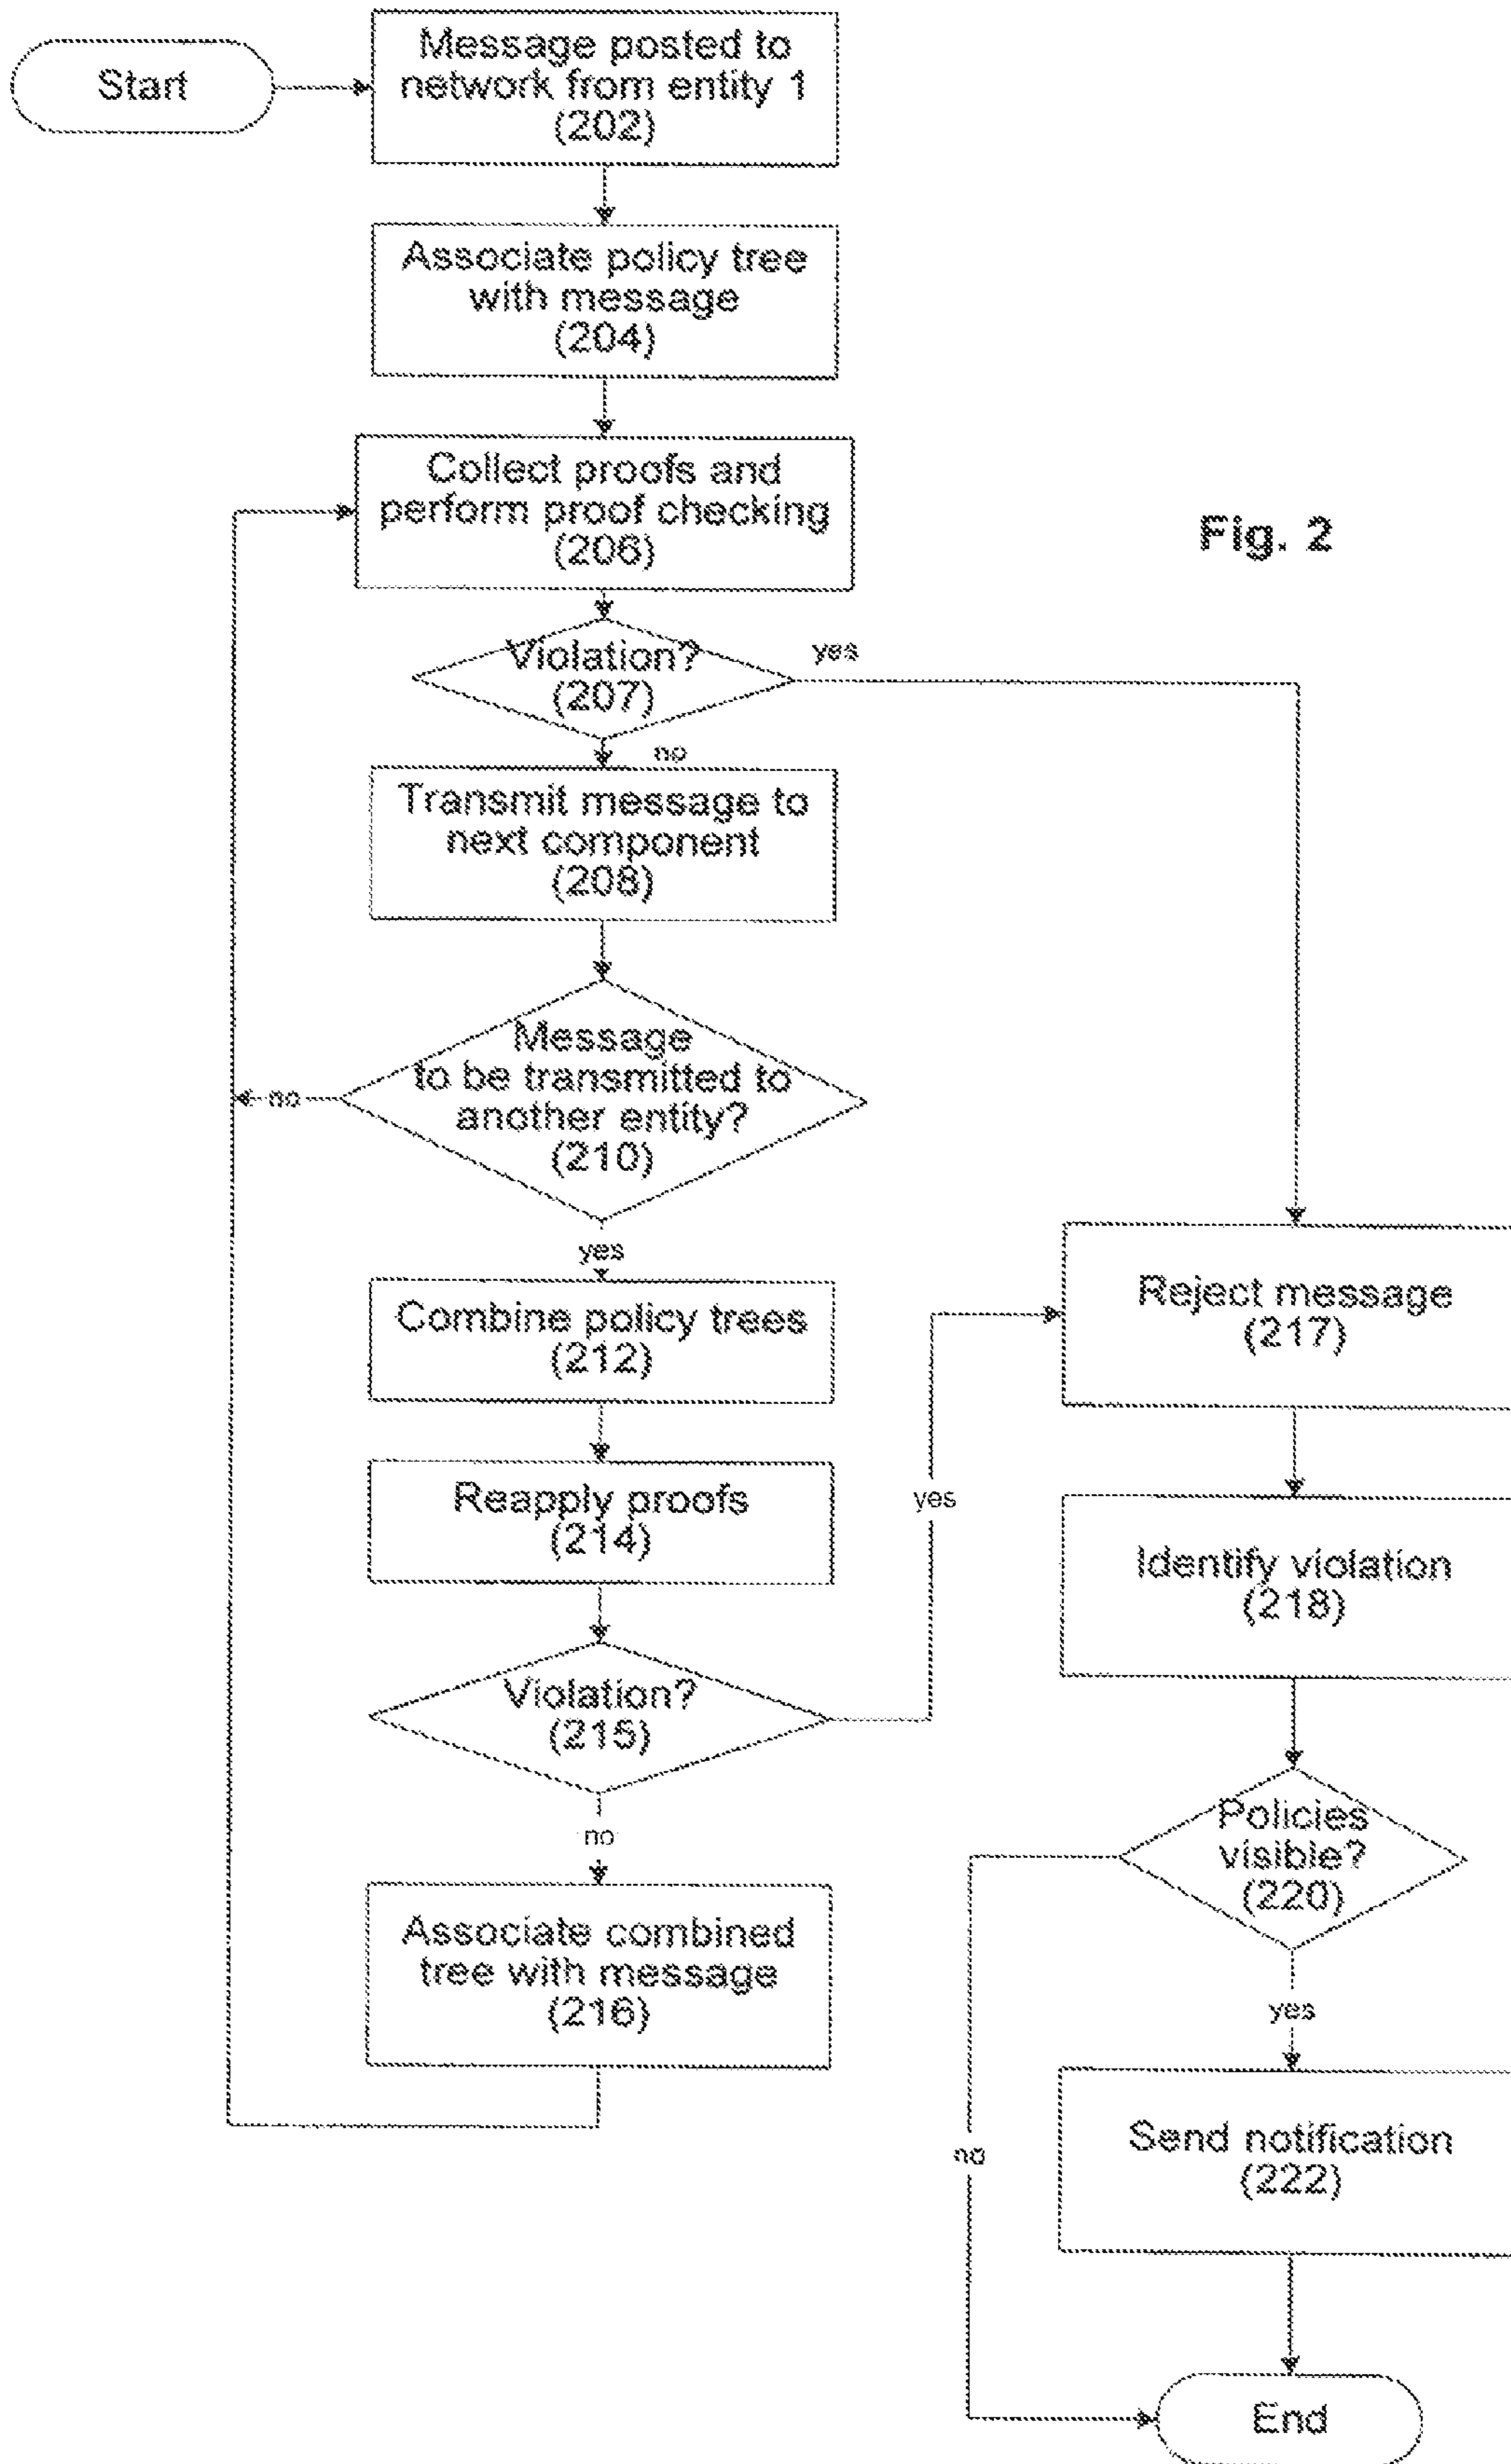 Start
Message posted to
network from entity 1
(202)
Associate policy tree
with message
(204)
Collect proofs and
perform proof checking
(206)
Fig. 2
Violation?
(207)
yes
no
Transmit message to
next component
(208)
Message
to be transmitted to
another entity?
(210)
no
yes
Combine policy trees
(212)
Reject message
(217)
Reapply proofs
(214)
yes
Identify violation
(218)
Violation?
(215)
no
Policies
visible?
(220)
Associate combined
tree with message
(216)
yes
no
Send notification
(222)
End